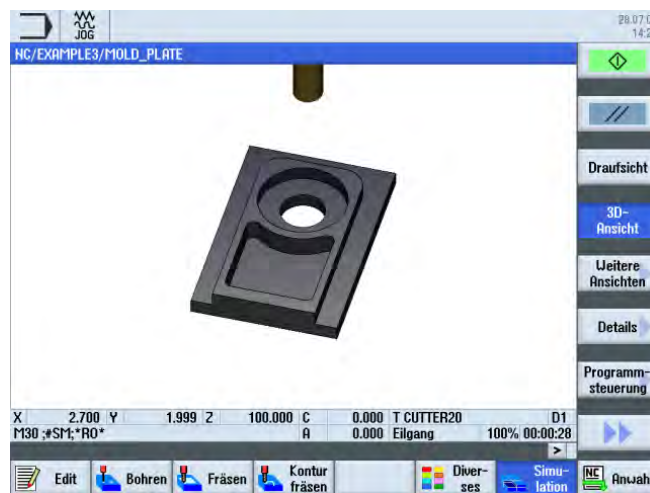 JOG
28.07.0
14:2
NC/EXAMPLE3/MOLD_PLATE
Draufsicht
3D-
Ansicht
Weitere
Ansichten
Details
Programm-
steuerung
X 2.700 Y 1.999 Z 100.000 C 0.000 T CUTTER20 D1
M30 ;#SM;*RO* A 0.000 Eilgang 100% 00:00:28
>
Edit
Bohren
Fräsen
Kontur
fräsen
Diver-
ses
Simu-
lation
NC
Anwah